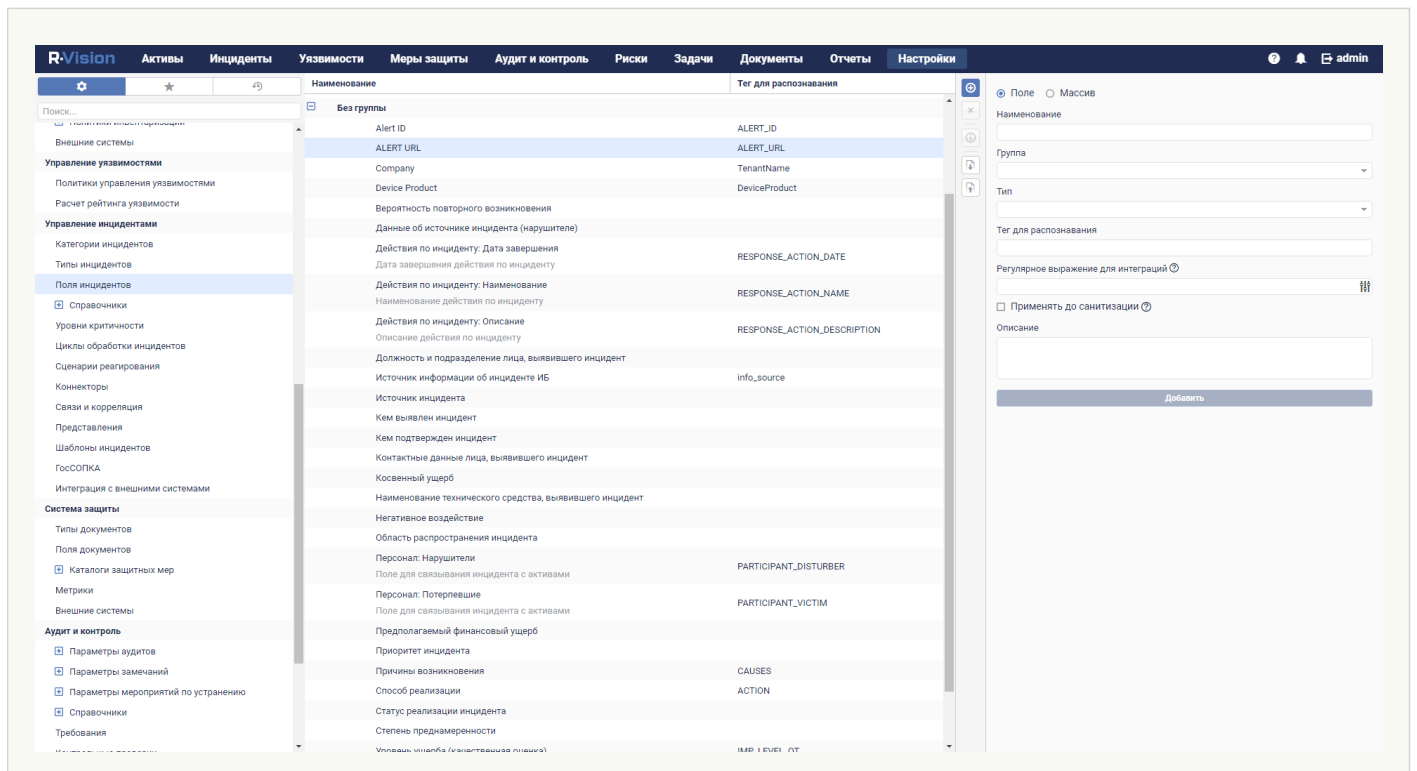 R·Vision Активы Инциденты Уязвимости Меры защиты Аудит и контроль Риски Задачи Документы Отчеты Настройки admin
Поиск...
Внешние системы
Управление уязвимостями
Политики управления уязвимостями
Расчет рейтинга уязвимости
Управление инцидентами
Категории инцидентов
Типы инцидентов
Поля инцидентов
Справочники
Уровни критичности
Циклы обработки инцидентов
Сценарии реагирования
Коннекторы
Связи и корреляция
Представления
Шаблоны инцидентов
ГосСОПКА
Интеграция с внешними системами
Система защиты
Типы документов
Поля документов
Каталоги защитных мер
Метрики
Внешние системы
Аудит и контроль
Параметры аудитов
Параметры замечаний
Параметры мероприятий по устранению
Справочники
Требования
Наименование Тег для распознавания
Без группы
Alert ID ALERT_ID
ALERT URL ALERT_URL
Company TenantName
Device Product DeviceProduct
Вероятность повторного возникновения
Данные об источнике инцидента (нарушителе)
Действия по инциденту: Дата завершения
Дата завершения действия по инциденту
RESPONSE_ACTION_DATE
Действия по инциденту: Наименование
Наименование действия по инциденту
RESPONSE_ACTION_NAME
Действия по инциденту: Описание
Описание действия по инциденту
RESPONSE_ACTION_DESCRIPTION
Должность и подразделение лица, выявившего инцидент
Источник информации об инциденте ИБ info_source
Источник инцидента
Кем выявлен инцидент
Кем подтвержден инцидент
Контактные данные лица, выявившего инцидент
Косвенный ущерб
Наименование технического средства, выявившего инцидент
Негативное воздействие
Область распространения инцидента
Персонал: Нарушители
Поле для связывания инцидента с активами
PARTICIPANT_DISTURBER
Персонал: Потерпевшие
Поле для связывания инцидента с активами
PARTICIPANT_VICTIM
Предполагаемый финансовый ущерб
Приоритет инцидента
Причины возникновения CAUSES
Способ реализации ACTION
Статус реализации инцидента
Степень преднамеренности
Уровень ущерба (качественная оценка) IMP_LEVEL_OT
Поле Массив
Наименование
Группа
Тип
Тег для распознавания
Регулярное выражение для интеграций
Применять до санитизации
Описание
Добавить